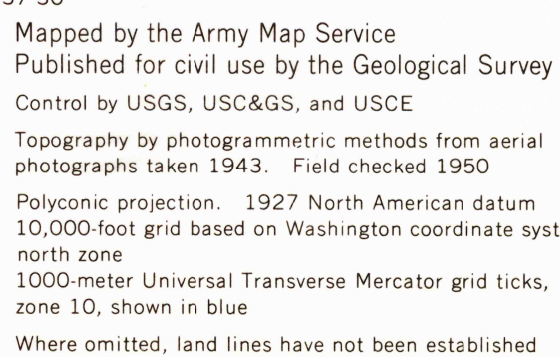 Mapped by the Army Map Service
Published for civil use by the Geological Survey
Control by USGS, USC&GS, and USCE
Topography by photogrammetric methods from aerial
photographs taken 1943. Field checked 1950
Polyconic projection. 1927 North American datum
10,000-foot grid based on Washington coordinate syst
north zone
1000-meter Universal Transverse Mercator grid ticks,
zone 10, shown in blue
Where omitted, land lines have not been established